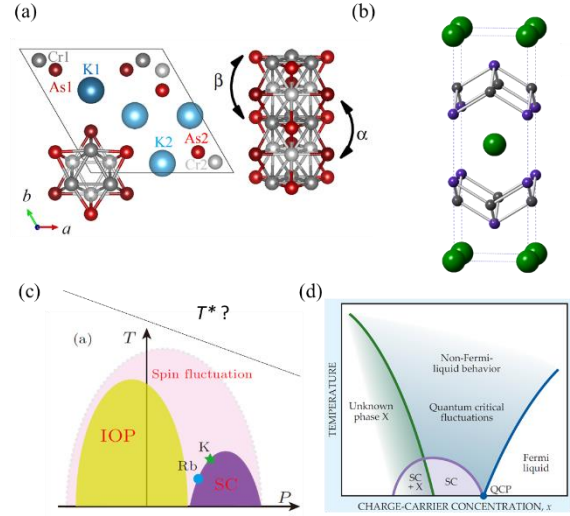 (a)
Cr1
K1
As1
As2
K2
Cr2
b
a
β
α
(b)
(c)
T* ?
(a)
T
Spin fluctuation
IOP
K
Rb
SC
P
(d)
TEMPERATURE
Non-Fermi-
liquid behavior
Unknown
phase X
Quantum critical
fluctuations
Fermi
liquid
SC
+ X
SC
QCP
CHARGE-CARRIER CONCENTRATION, x